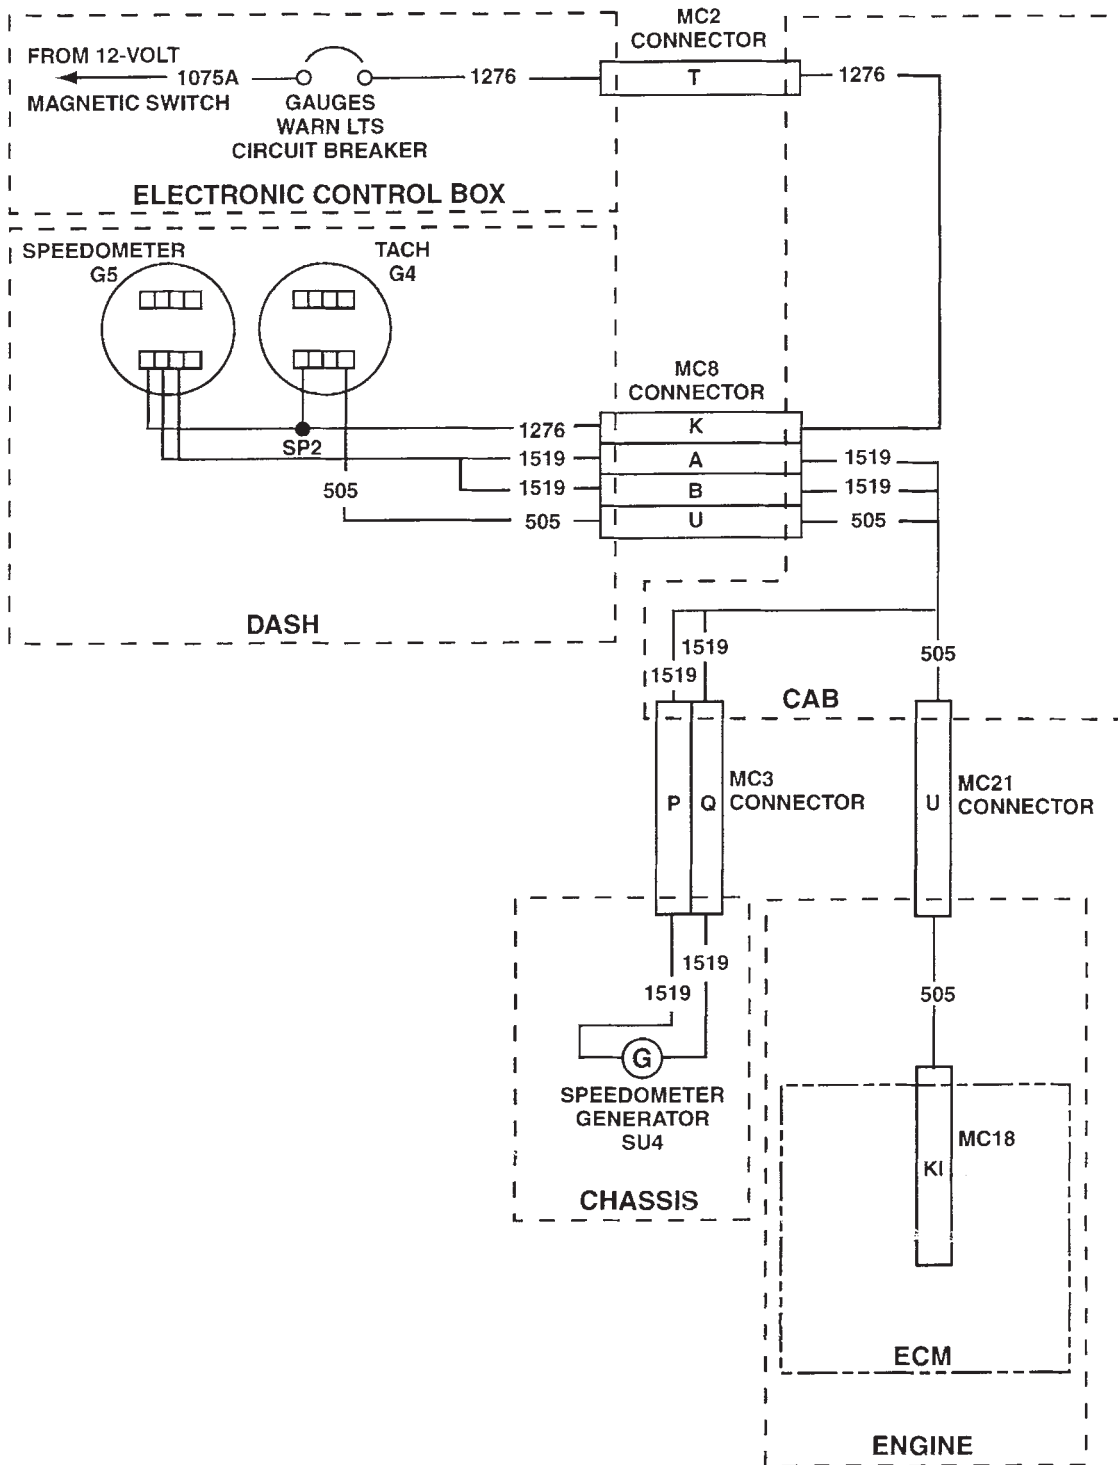 MC2
CONNECTOR
FROM 12-VOLT
1075A
1276
T
1276
MAGNETIC SWITCH
GAUGES
WARN LTS
CIRCUIT BREAKER
ELECTRONIC CONTROL BOX
SPEEDOMETER
G5
TACH
G4
MC8
CONNECTOR
1276
K
SP2
1519
A
1519
505
1519
B
1519
505
U
505
DASH
1519
1519
505
CAB
P
Q
MC3
CONNECTOR
U
MC21
CONNECTOR
1519
1519
505
G
SPEEDOMETER
GENERATOR
SU4
MC18
KI
CHASSIS
ECM
ENGINE